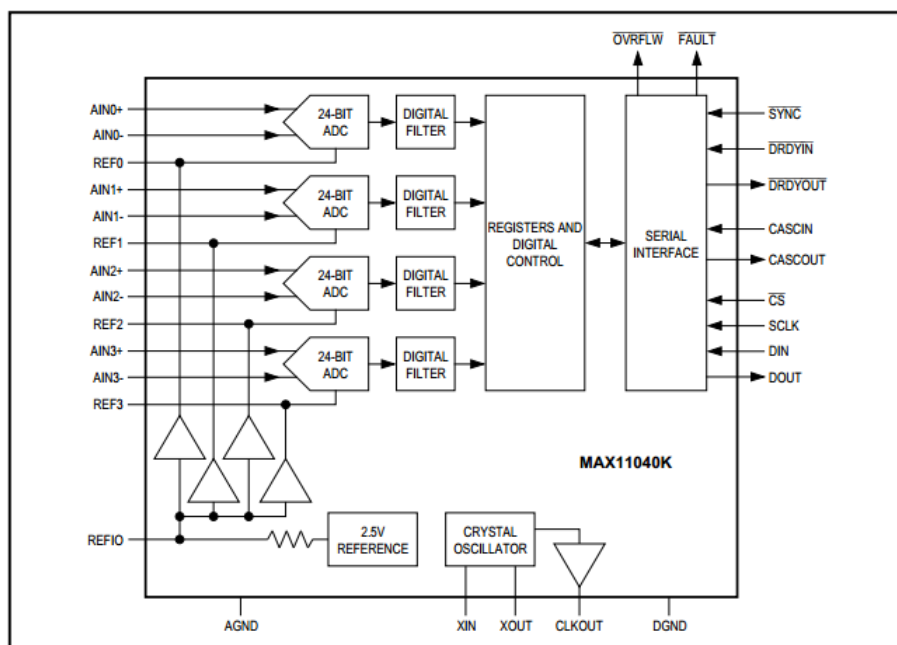 OVRFLW
FAULT
AIN0+
AIN0-
REF0
AIN1+
AIN1-
REF1
AIN2+
AIN2-
REF2
AIN3+
AIN3-
REF3
REFIO
24-BIT
ADC
DIGITAL
FILTER
24-BIT
ADC
DIGITAL
FILTER
24-BIT
ADC
DIGITAL
FILTER
24-BIT
ADC
DIGITAL
FILTER
REGISTERS AND
DIGITAL
CONTROL
SERIAL
INTERFACE
SYNC
DRDYIN
DRDYOUT
CASCIN
CASCOUT
CS
SCLK
DIN
DOUT
MAX11040K
2.5V
REFERENCE
CRYSTAL
OSCILLATOR
AGND
XIN
XOUT
CLKOUT
DGND